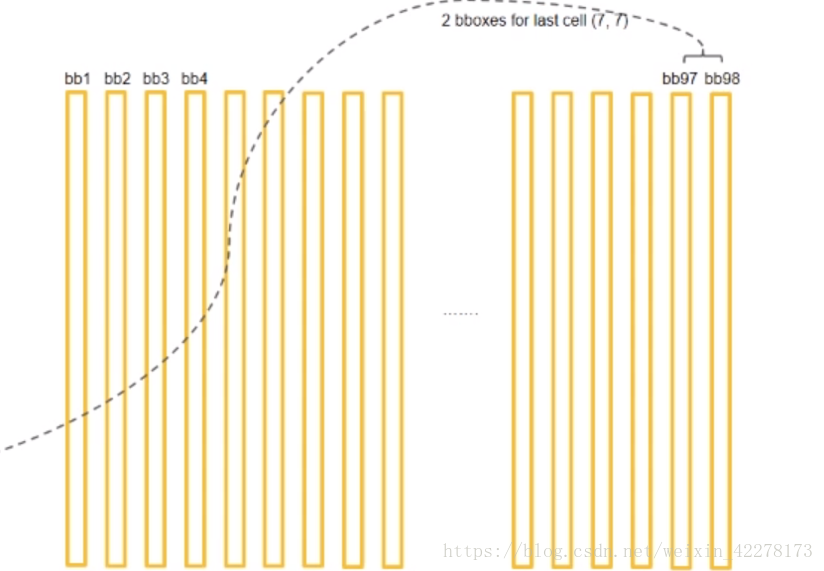 2 bboxes for last cell (7, 7)
bb1 bb2 bb3 bb4 bb97 bb98
........
https://blog.csdn.net/weixin_42278173